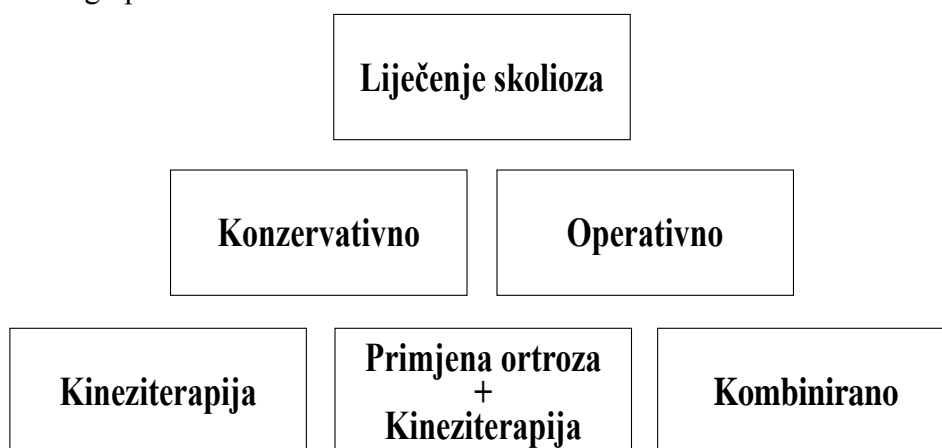 Liječenje skolioza
Konzervativno
Operativno
Kineziterapija
Primjena ortroza
+
Kineziterapija
Kombinirano